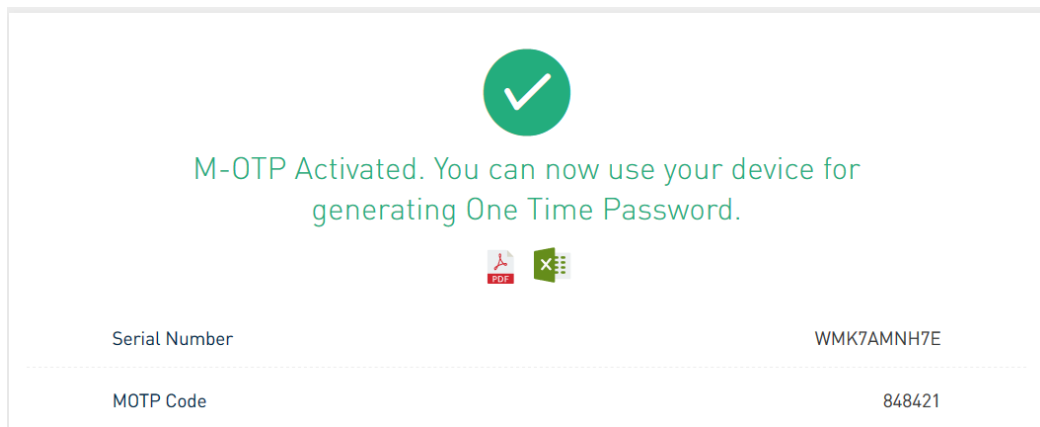 M-OTP Activated. You can now use your device for
generating One Time Password.
PDF
X
Serial Number WMK7AMNH7E
MOTP Code 848421